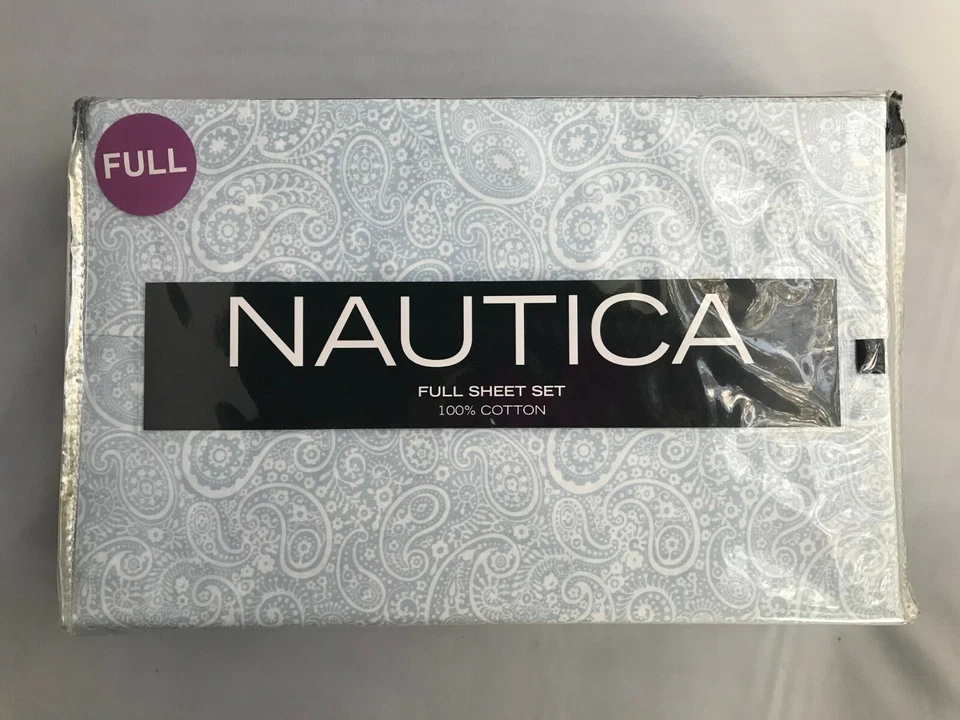 FULL
NAUTICA
FULL SHEET SET
100% COTTON